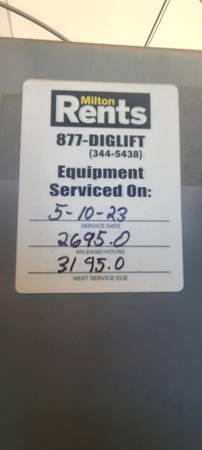 Milton
Rents
877-DIGLIFT
(344-5438)
Equipment
Serviced On:
5-10-23
SERVICE DATE
2695.0
MILEAGE/HOURS
3195.0
NEXT SERVICE DUE